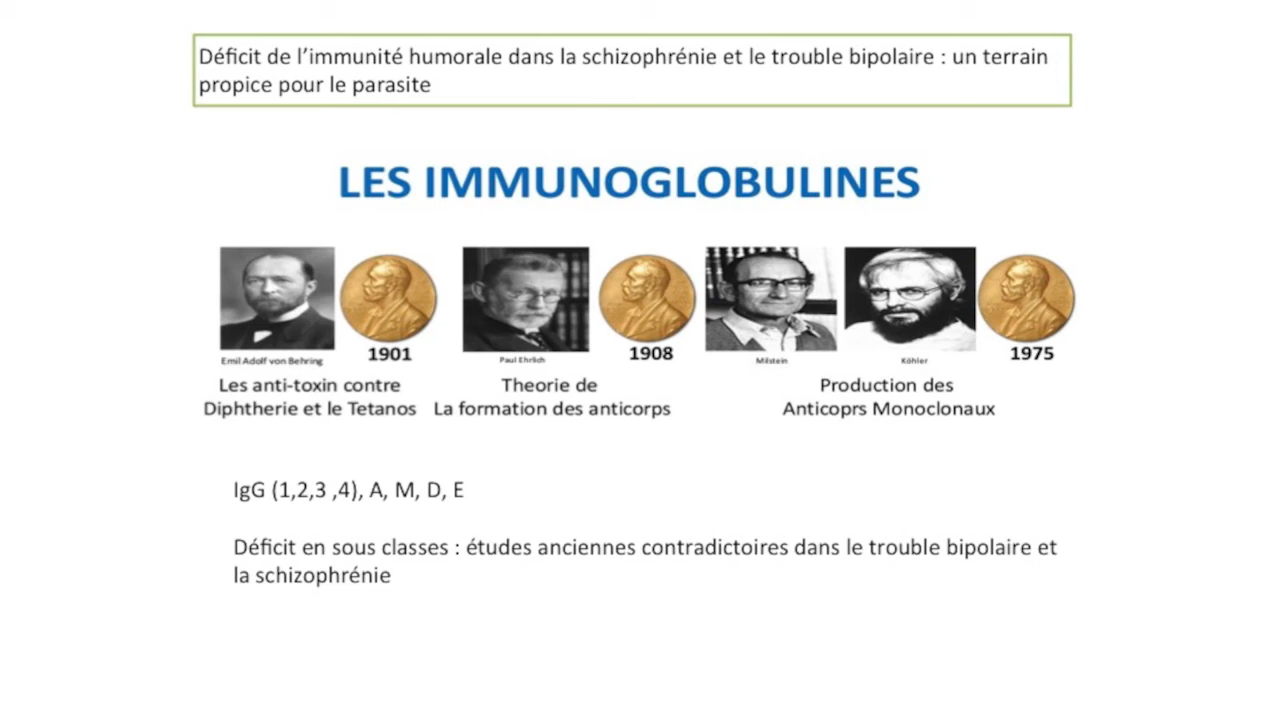 Déficit de l’immunité humorale dans la schizophrénie et le trouble bipolaire : un terrain
propice pour le parasite
LES IMMUNOGLOBULINES
Emil Adolf von Behring
1901
Les anti-toxin contre
Diphtherie et le Tetanos
Paul Ehrlich
1908
Theorie de
La formation des anticorps
Milstein
Köhler
1975
Production des
Anticoprs Monoclonaux
IgG (1,2,3 ,4), A, M, D, E
Déficit en sous classes : études anciennes contradictoires dans le trouble bipolaire et
la schizophrénie